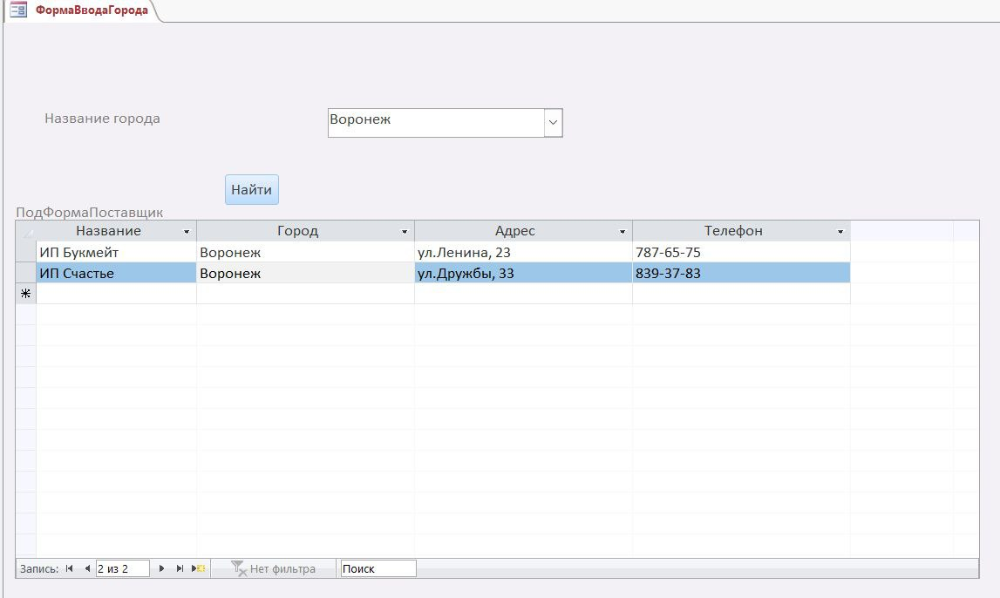 ФормаВводаГорода
Название города
Воронеж
Найти
ПодФормаПоставщик
Название Город Адрес Телефон
ИП Букмейт Воронеж ул.Ленина, 23 787-65-75
ИП Счастье Воронеж ул.Дружбы, 33 839-37-83
Запись: 2 из 2 Нет фильтра Поиск